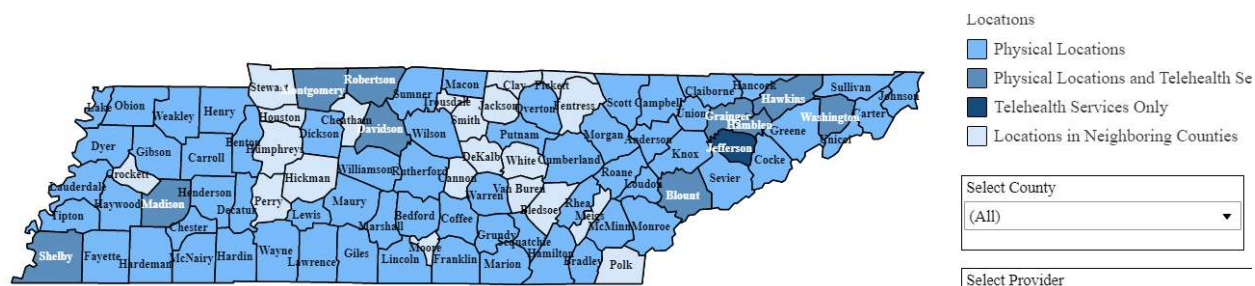 Locations
Physical Locations
Physical Locations and Telehealth Se
Telehealth Services Only
Locations in Neighboring Counties
Select County
(All)
Select Provider
Stewart Montgomery Robertson Sumner Macon Clay Pickett Claiborne Hancock Hawkins Sullivan Johnson
Lake Obion Weakley Henry Houston Cheatham Trousdale Jackson Overton Fentress Scott Campbell Union Grainger Hamblen Washington Carter
Dyer Gibson Carroll Benton Humphreys Dickson Davidson Wilson Smith Putnam Morgan Anderson Knox Jefferson Greene Unicoi
Lauderdale Crockett Henderson Hickman Williamson Rutherford DeKalb White Cumberland Roane Loudon Sevier Cocke
Tipton Haywood Madison Decatur Perry Lewis Maury Cannon Warren Van Buren Bledsoe Rhea Meigs Blount
Chester Marshall Bedford Coffee Grundy Sequatchie McMinn Monroe
Shelby Fayette Hardeman McNairy Hardin Wayne Lawrence Giles Lincoln Moore Franklin Marion Hamilton Bradley Polk